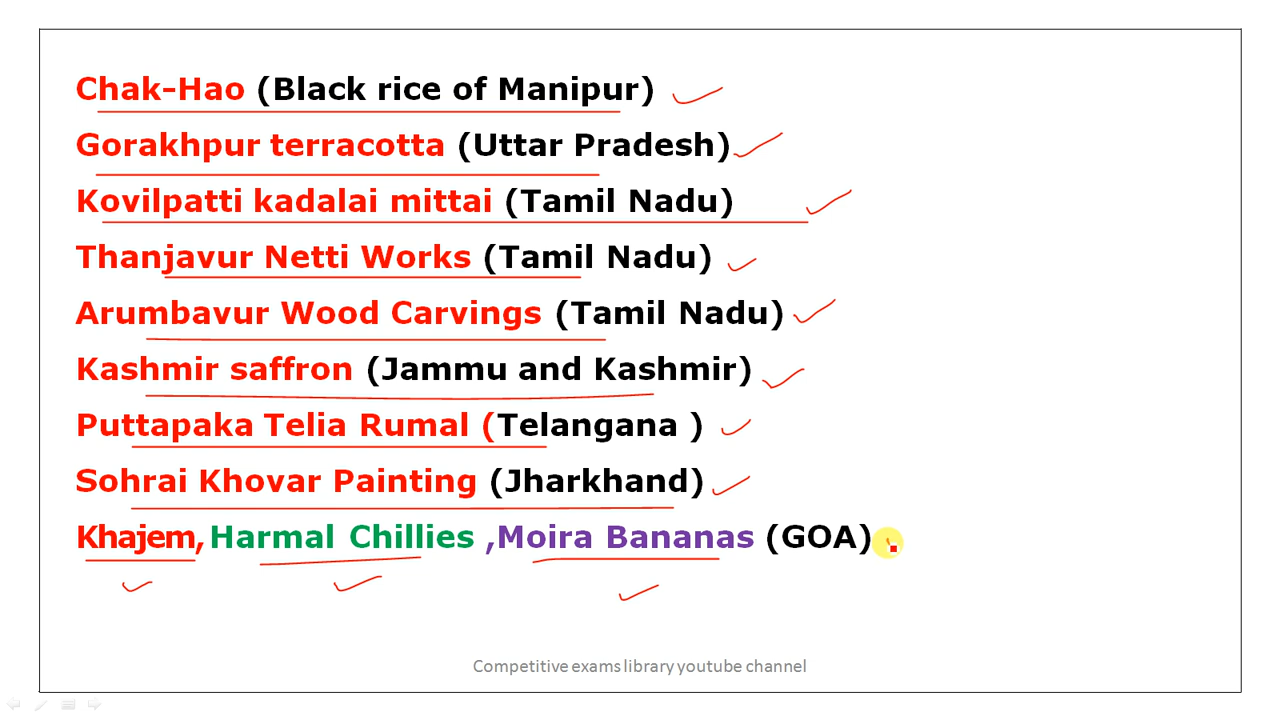 Chak-Hao (Black rice of Manipur)
Gorakhpur terracotta (Uttar Pradesh)
Kovilpatti kadalai mittai (Tamil Nadu)
Thanjavur Netti Works (Tamil Nadu)
Arumbavur Wood Carvings (Tamil Nadu)
Kashmir saffron (Jammu and Kashmir)
Puttapaka Telia Rumal (Telangana )
Sohrai Khovar Painting (Jharkhand)
Khajem, Harmal Chillies ,Moira Bananas (GOA)
Competitive exams library youtube channel